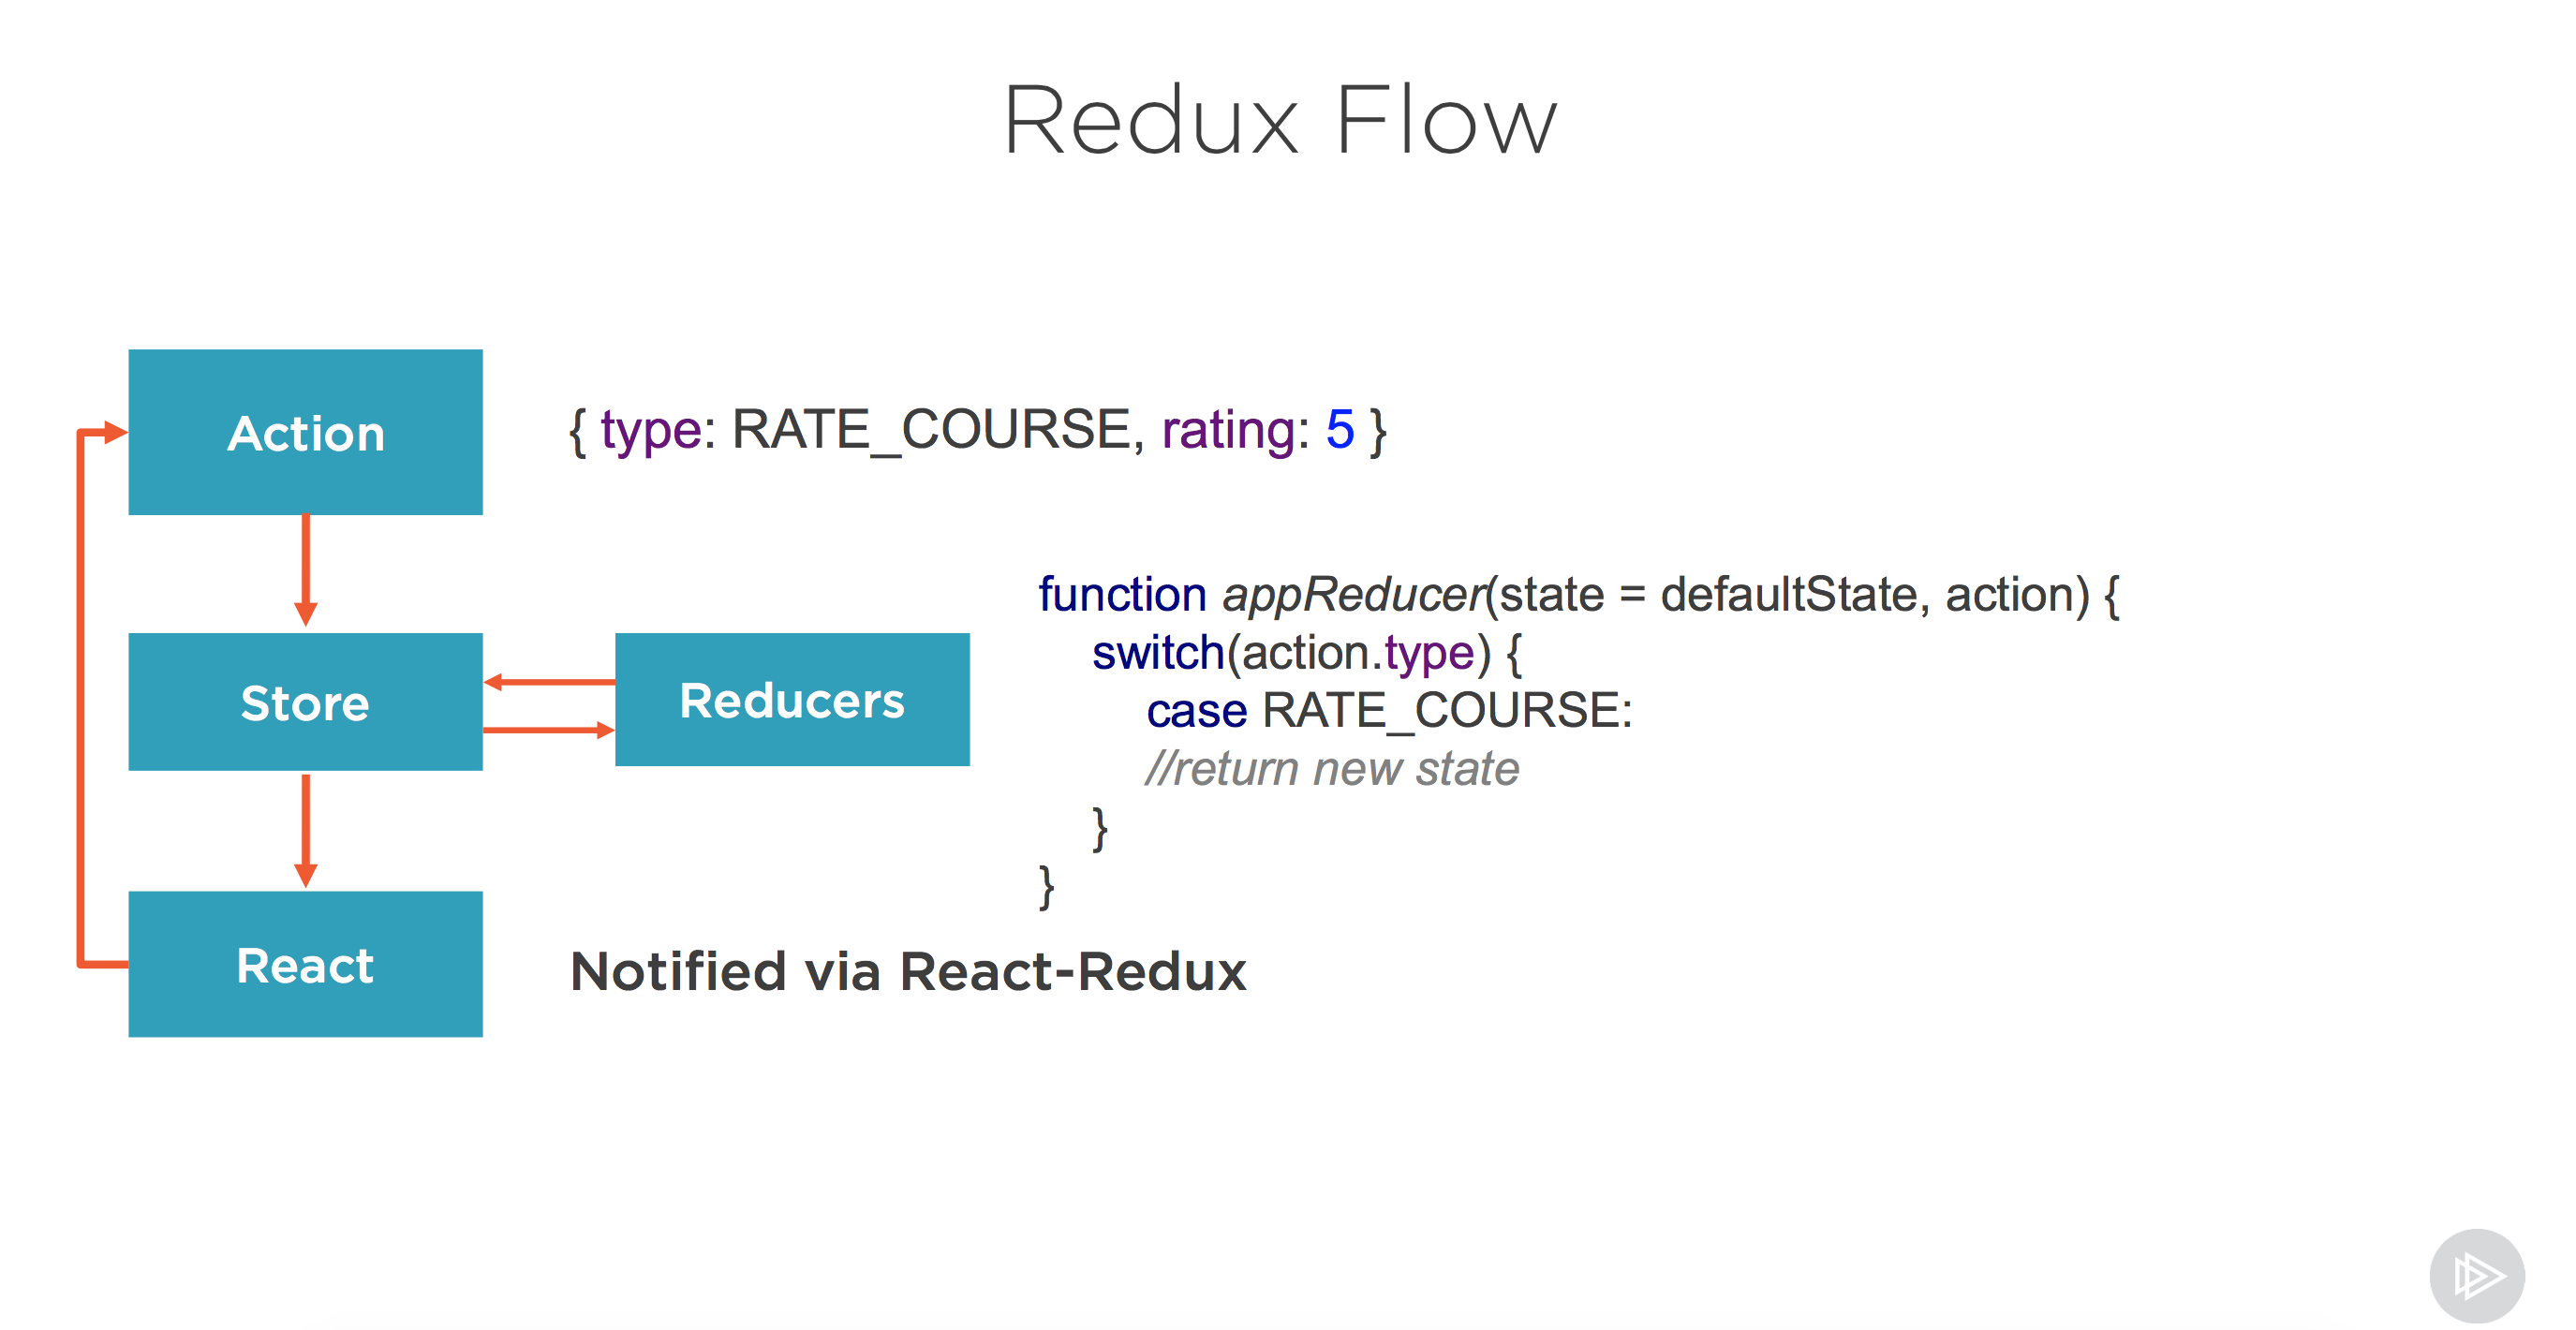 Redux Flow
Action
{ type: RATE_COURSE, rating: 5 }
Store
Reducers
function appReducer(state = defaultState, action) {
switch(action.type) {
case RATE_COURSE:
//return new state
}
}
React
Notified via React-Redux